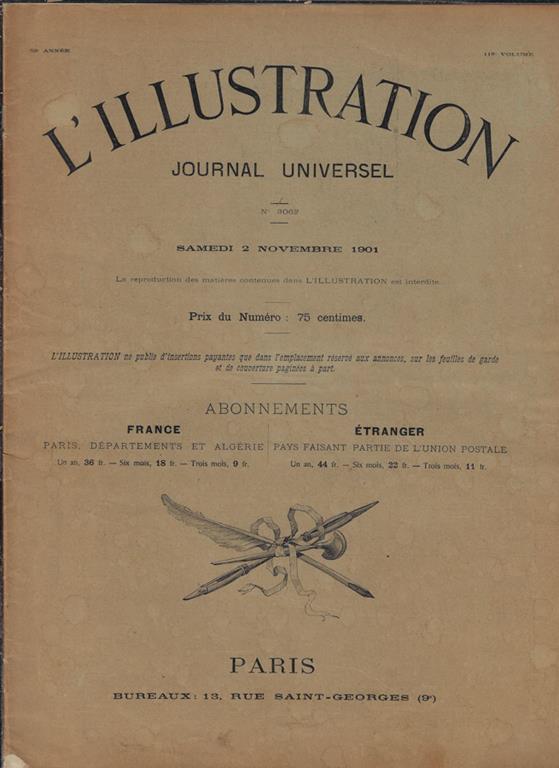 59e ANNÉE
118e VOLUME
L'ILLUSTRATION
JOURNAL UNIVERSEL
N° 3062
SAMEDI 2 NOVEMBRE 1901
La reproduction des matières contenues dans L'ILLUSTRATION est interdite.
Prix du Numéro : 75 centimes.
L'ILLUSTRATION ne publie d'insertions payantes que dans l'emplacement réservé aux annonces, sur les feuilles de garde
et de couverture paginées à part.
ABONNEMENTS
FRANCE
PARIS, DÉPARTEMENTS ET ALGÉRIE
Un an, 36 fr. — Six mois, 18 fr. — Trois mois, 9 fr.
ÉTRANGER
PAYS FAISANT PARTIE DE L'UNION POSTALE
Un an, 44 fr. — Six mois, 22 fr. — Trois mois, 11 fr.
PARIS
BUREAUX: 13, RUE SAINT-GEORGES (9e)